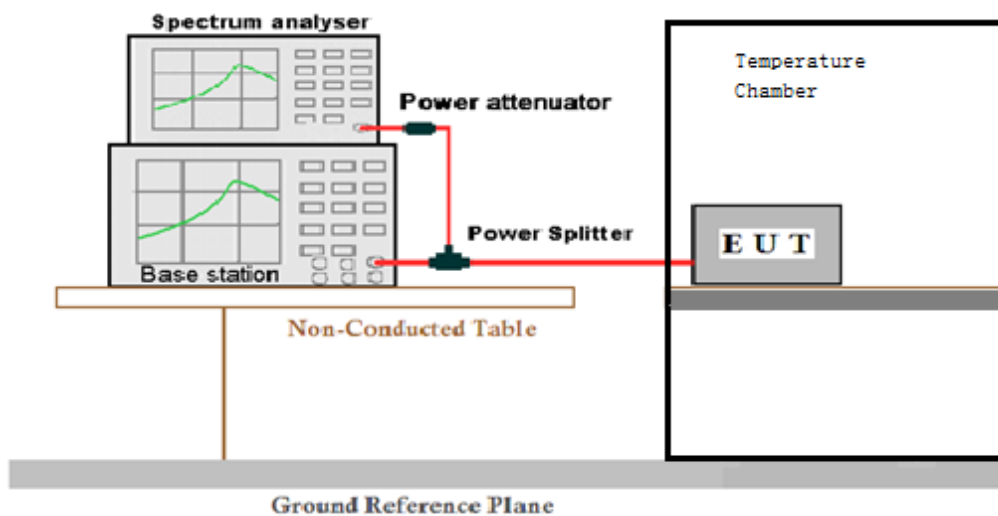 Spectrum analyser
Temperature
Chamber
Power attenuator
Power Splitter
E U T
Base station
Non-Conducted Table
Ground Reference Plane